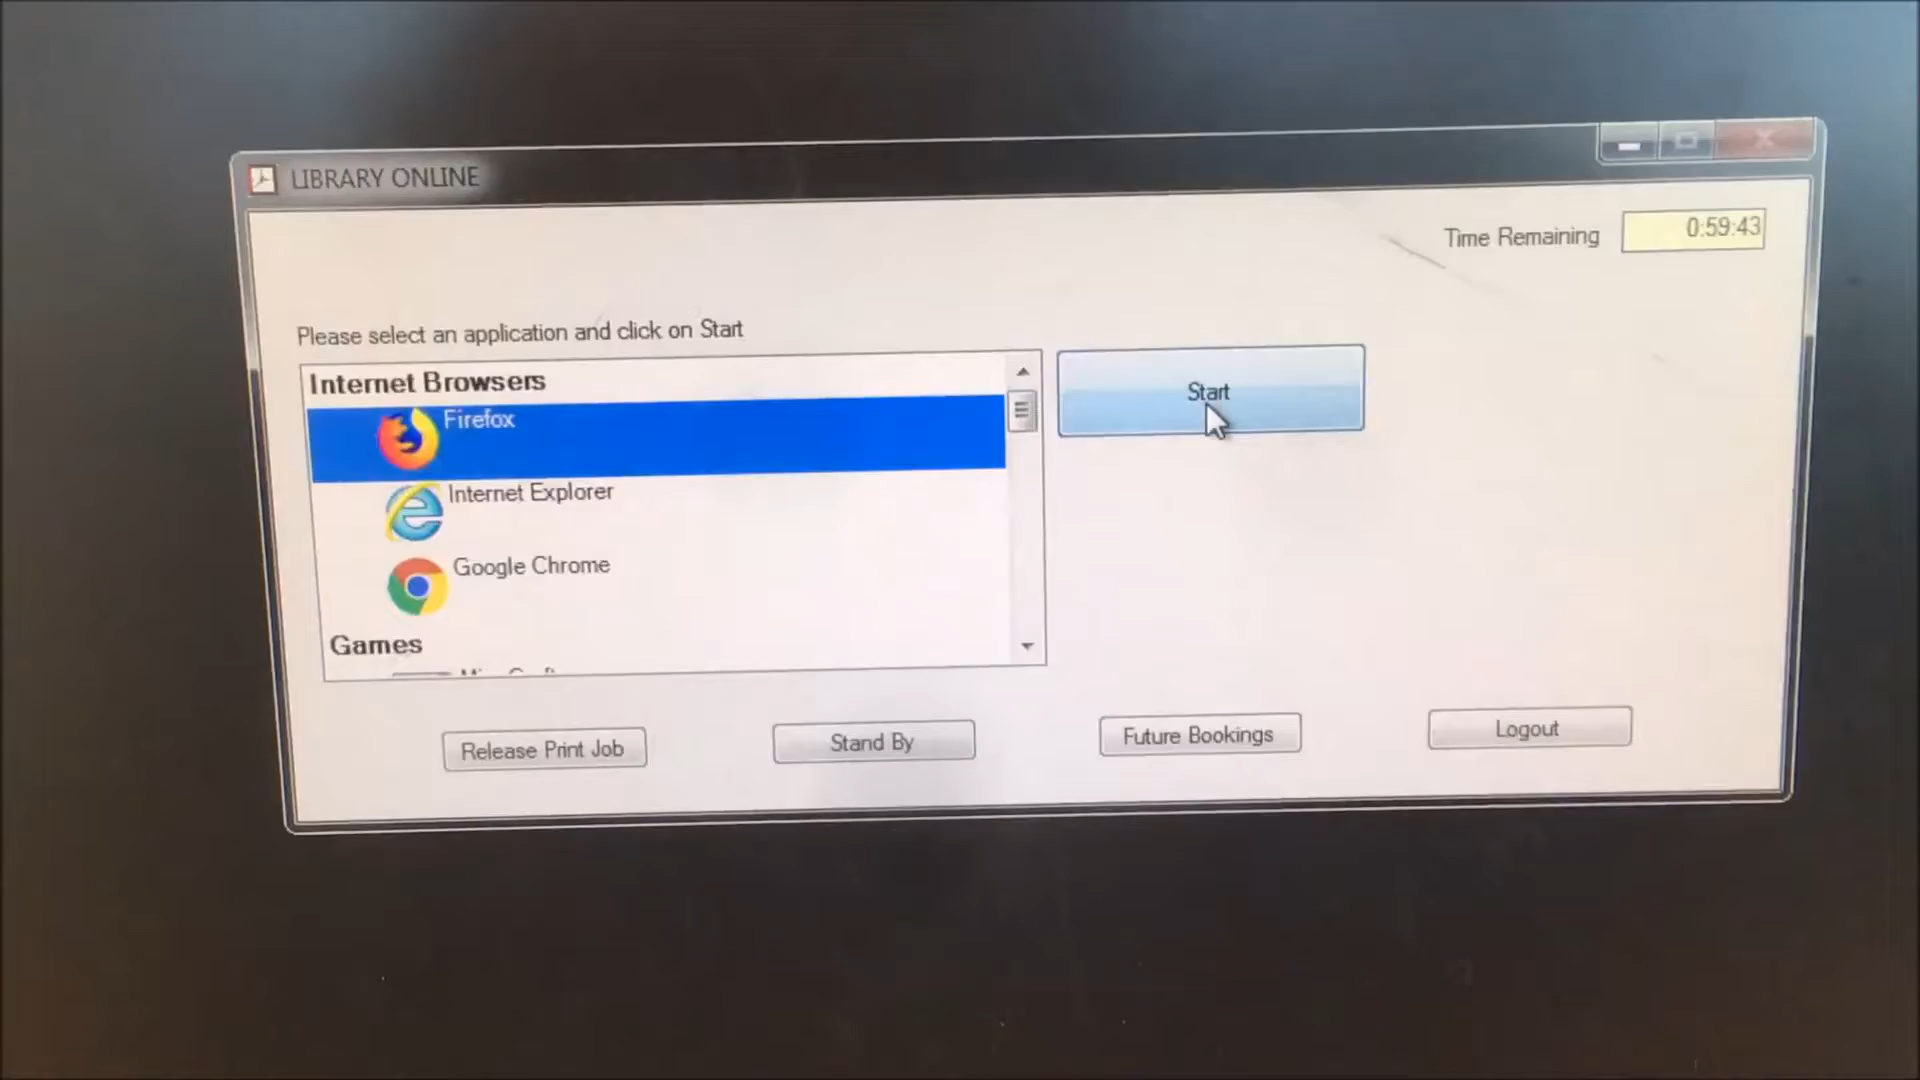 LIBRARY ONLINE
Time Remaining 0:59:43
Please select an application and click on Start
Internet Browsers
Firefox
Start
Internet Explorer
Google Chrome
Games
Release Print Job
Stand By
Future Bookings
Logout